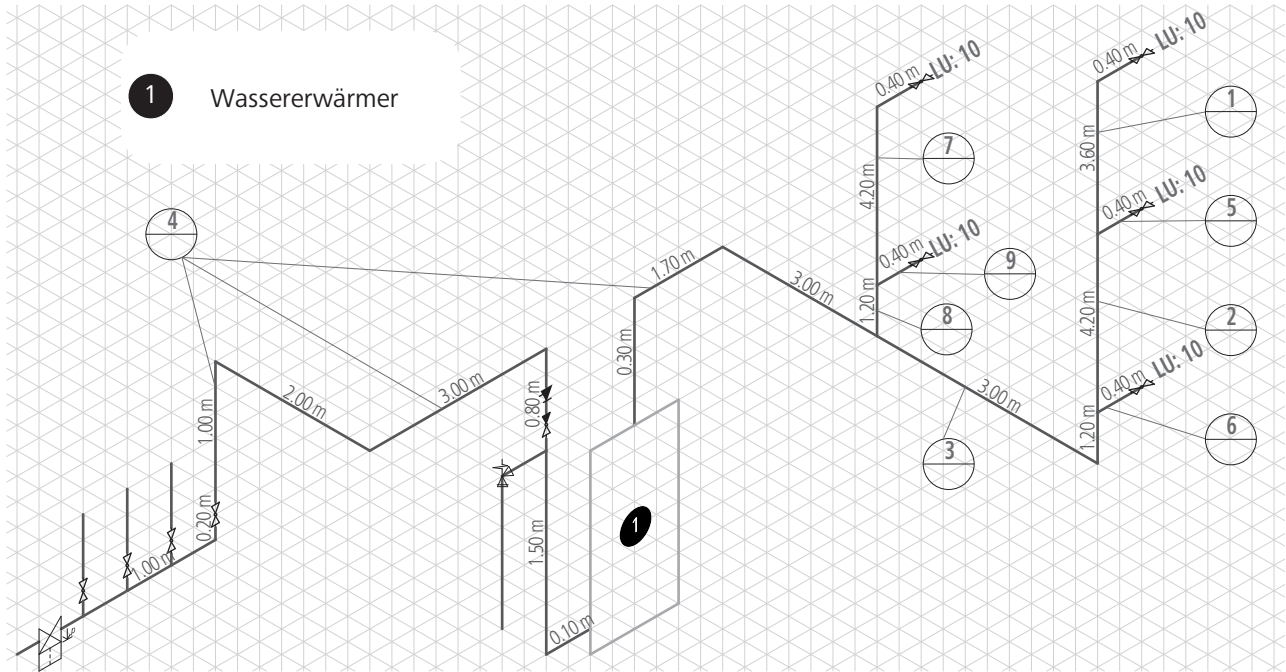 1 Wassererwärmer
0.40 m LU: 10
0.40 m LU: 10
1
7
3.60 m
4.20 m
0.40 m LU: 10
5
4
0.40 m LU: 10
9
1.70 m
3.00 m
1.20 m
8
4.20 m
2
0.30 m
2.00 m
3.00 m
0.80 m
1.00 m
3.00 m
0.40 m LU: 10
1.20 m
6
3
0.20 m
1.00 m
1.50 m
1
0.10 m